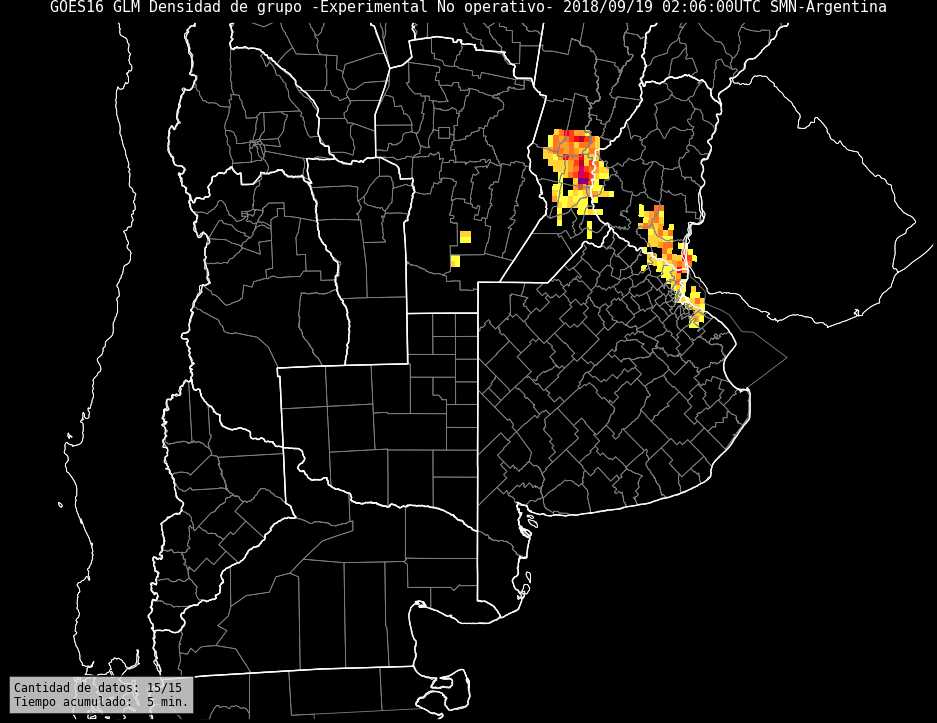 GOES16 GLM Densidad de grupo -Experimental No operativo- 2018/09/19 02:06:00UTC SMN-Argentina
Cantidad de datos: 15/15
Tiempo acumulado:  5 min.